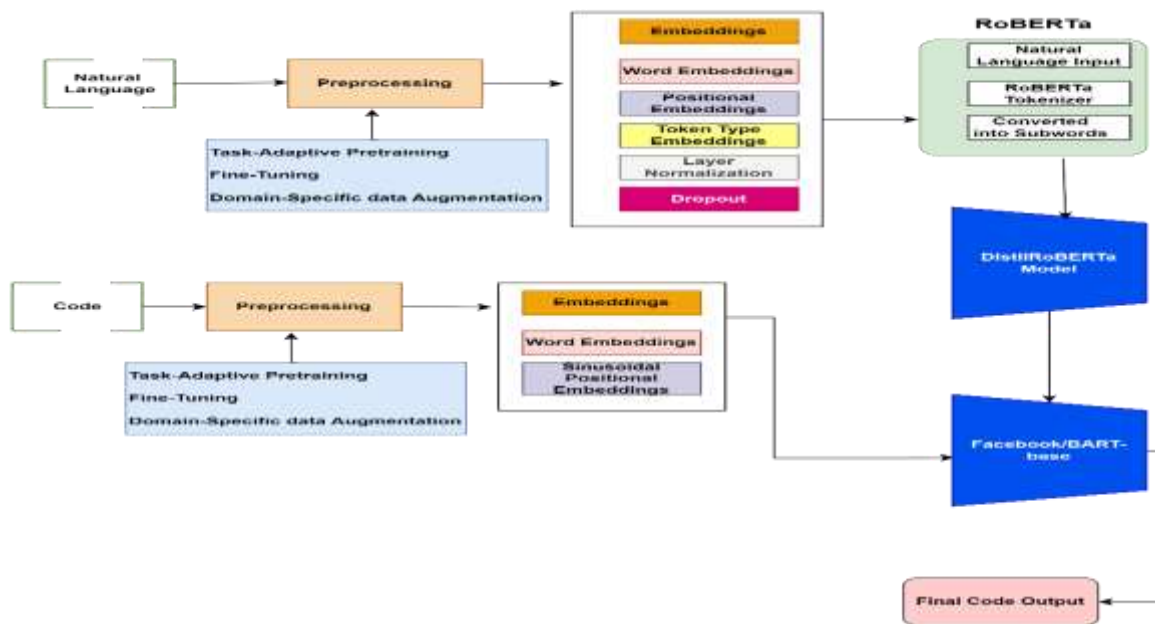 RoBERTa
Natural
Language
Preprocessing
Task-Adaptive Pretraining
Fine-Tuning
Domain-Specific data Augmentation
Embeddings
Word Embeddings
Positional
Embeddings
Token Type
Embeddings
Layer
Normalization
Dropout
Natural
Language Input
RoBERTa
Tokenizer
Converted
into Subwords
DistilRoBERTa
Model
Code
Preprocessing
Task-Adaptive Pretraining
Fine-Tuning
Domain-Specific data Augmentation
Embeddings
Word Embeddings
Sinusoidal
Positional
Embeddings
Facebook/BART-
base
Final Code Output